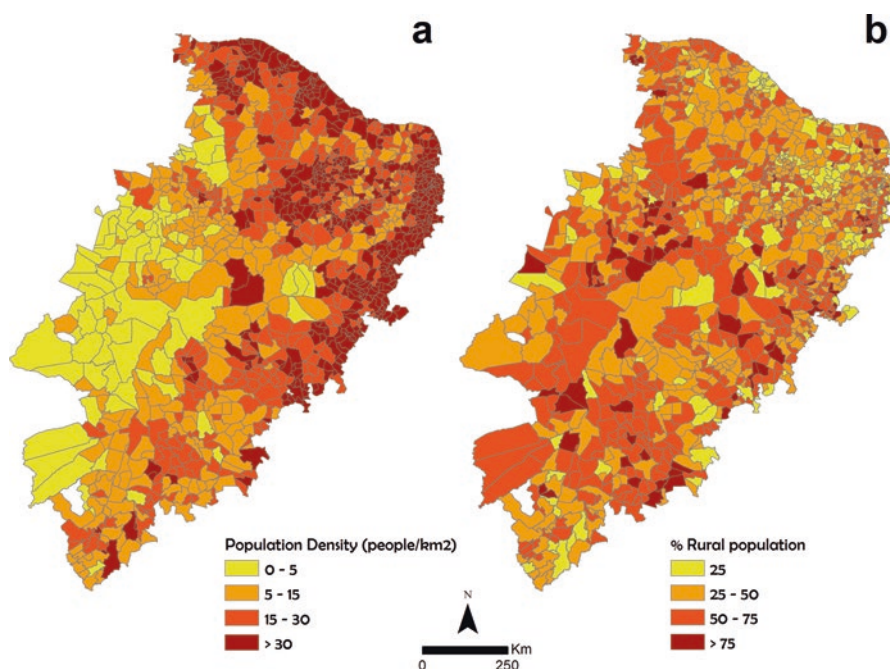 a
b
Population Density (people/km2)
0 - 5
5 - 15
15 - 30
> 30
N
Km
0 250
% Rural population
25
25 - 50
50 - 75
> 75